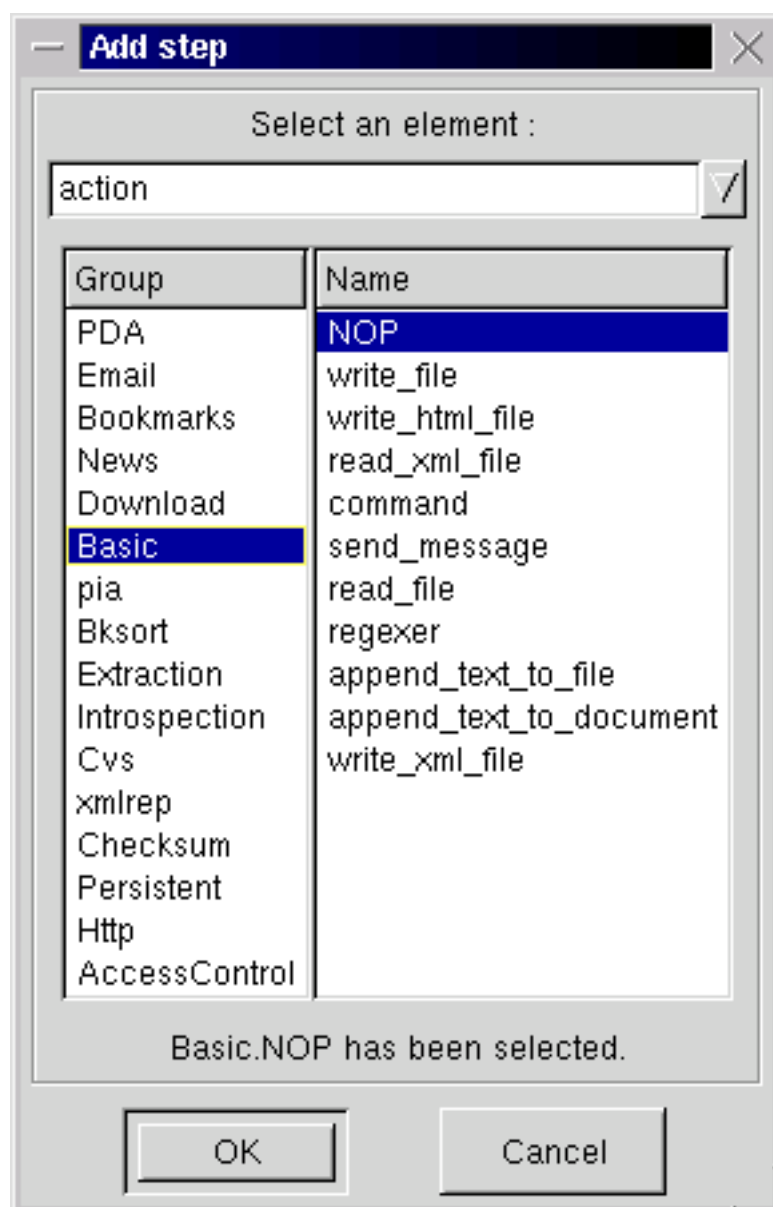 Add step
Select an element :
action
Group
Name
PDA
NOP
Email
write_file
Bookmarks
write_html_file
News
read_xml_file
Download
command
Basic
send_message
pia
read_file
Bksort
regexer
Extraction
append_text_to_file
Introspection
append_text_to_document
Cvs
write_xml_file
xmlrep
Checksum
Persistent
Http
AccessControl
Basic.NOP has been selected.
OK
Cancel